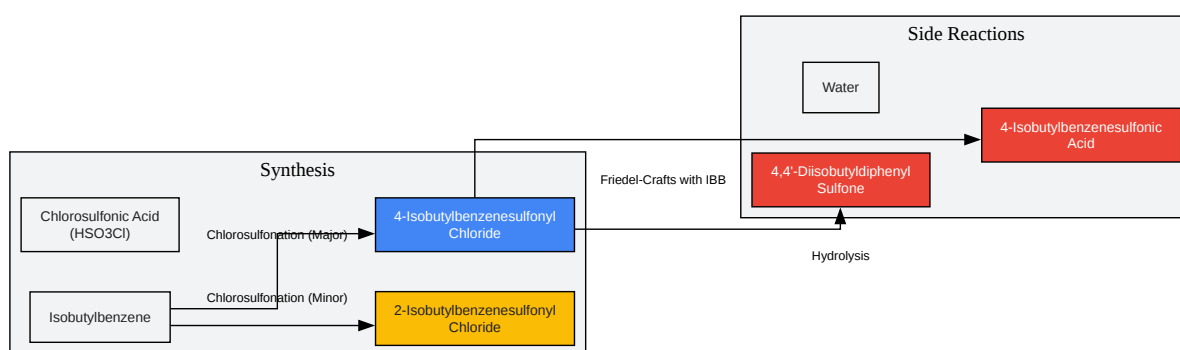 Side Reactions
Water
4-Isobutylbenzenesulfonic
Acid
4,4'-Diisobutyldiphenyl
Sulfone
Synthesis
Friedel-Crafts with IBB
Chlorosulfonic Acid
(HSO3Cl)
Chlorosulfonation (Major)
4-Isobutylbenzenesulfonyl
Chloride
Hydrolysis
Isobutylbenzene
Chlorosulfonation (Minor)
2-Isobutylbenzenesulfonyl
Chloride